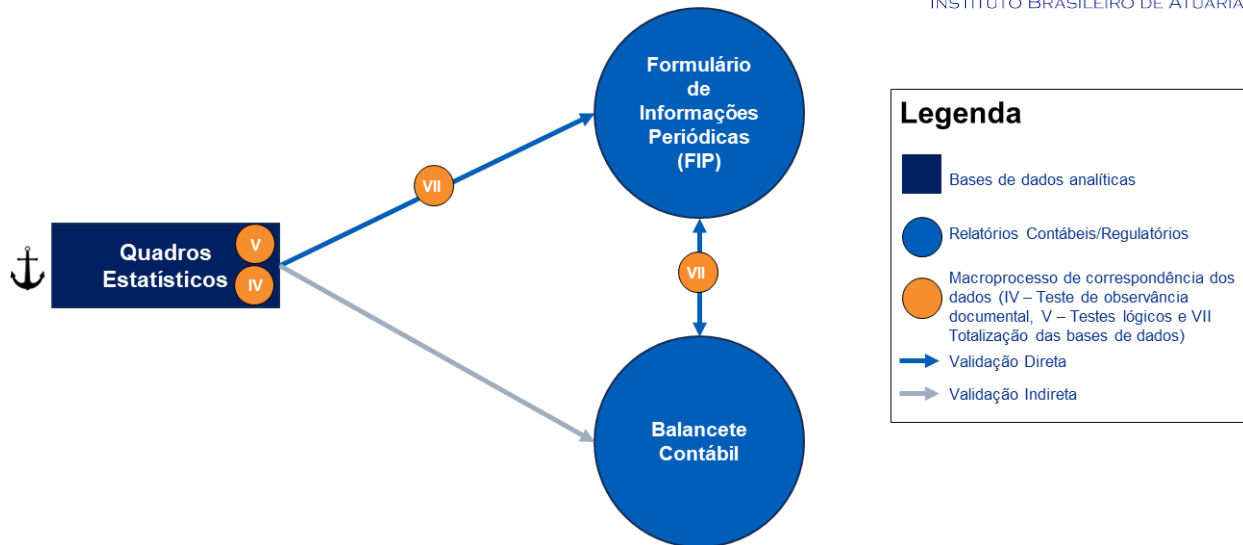 INSTITUTO BRASILEIRO DE ATUÁRIA
Formulário
de
Informações
Periódicas
(FIP)
VII
Quadros
Estatísticos
V
IV
VII
Balancete
Contábil
Legenda
Bases de dados analíticas
Relatórios Contábeis/Regulatórios
Macroprocesso de correspondência dos
dados (IV – Teste de observância
documental, V – Testes lógicos e VII
Totalização das bases de dados)
Validação Direta
Validação Indireta